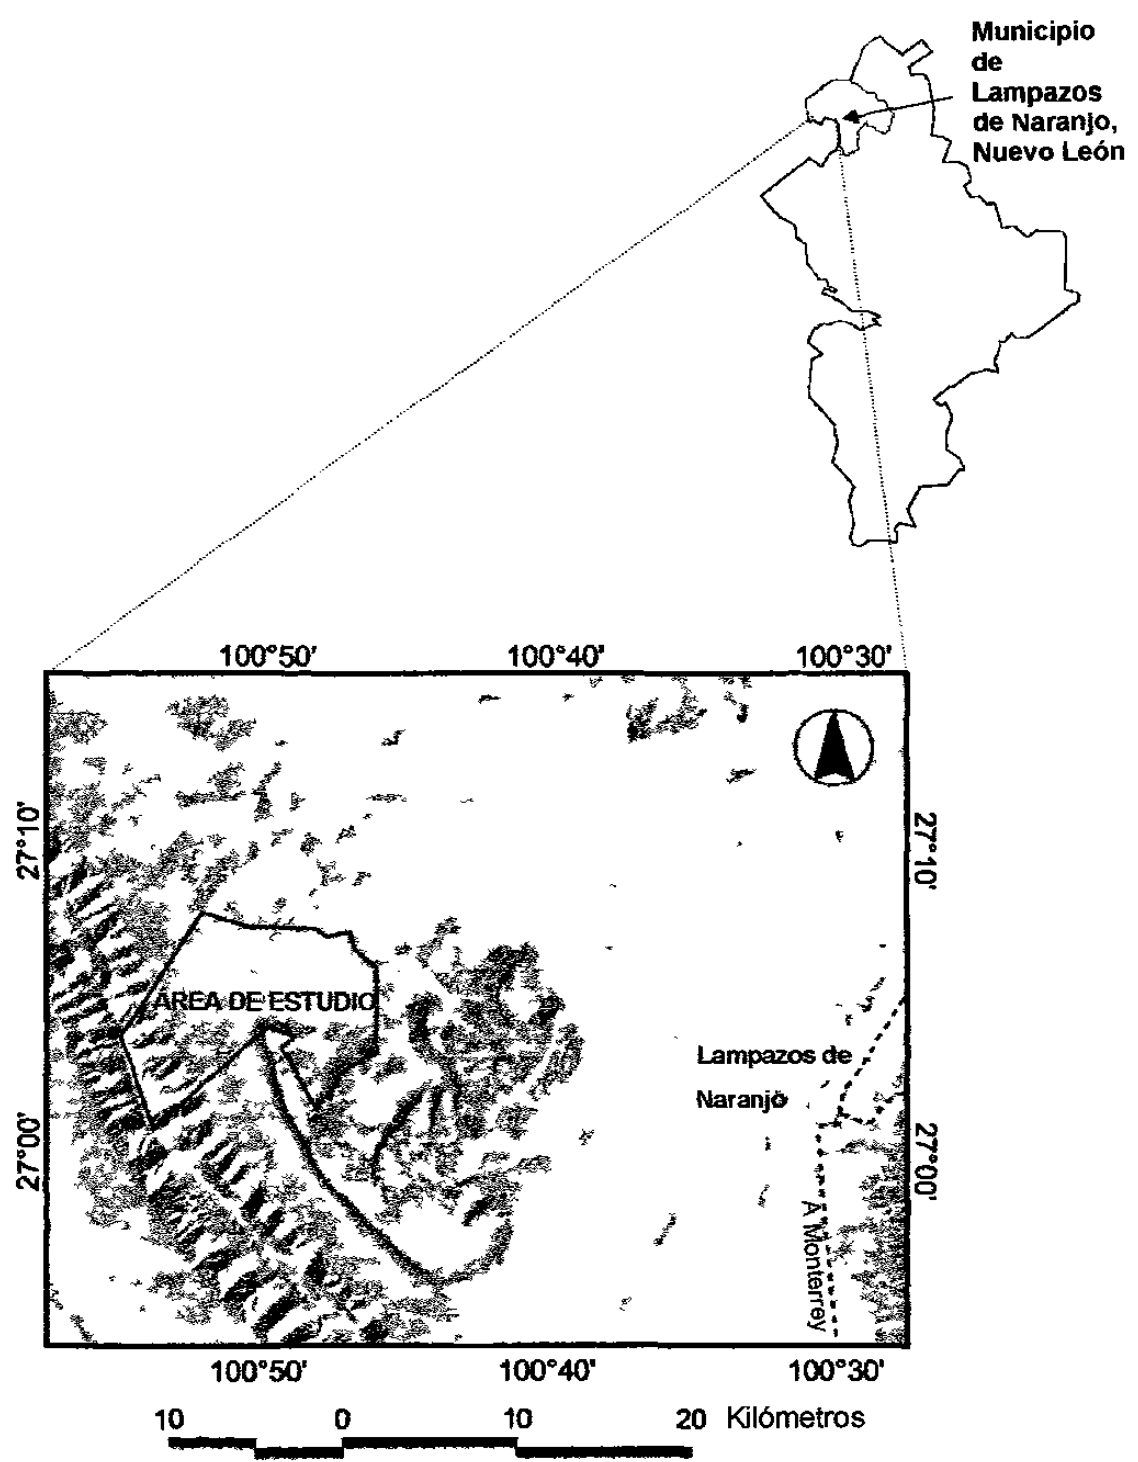 Municipio
de
Lampazos
de Naranjo,
Nuevo León
100°50' 100°40' 100°30'
27°10' 27°10'
AREA DE ESTUDIO
Lampazos de
Naranjo
27°00' 27°00'
A Monterrey
100°50' 100°40' 100°30'
10 0 10 20 Kilómetros